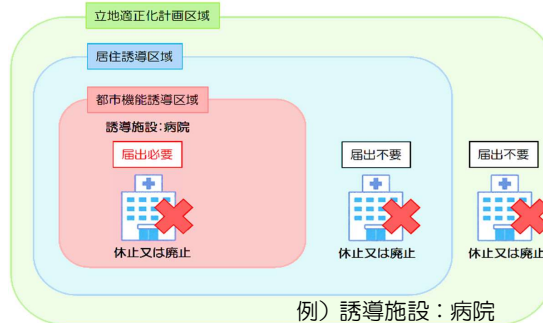 立地適正化計画区域
居住誘導区域
都市機能誘導区域
誘導施設:病院
届出必要
届出不要
届出不要
休止又は廃止
休止又は廃止
休止又は廃止
例）誘導施設：病院